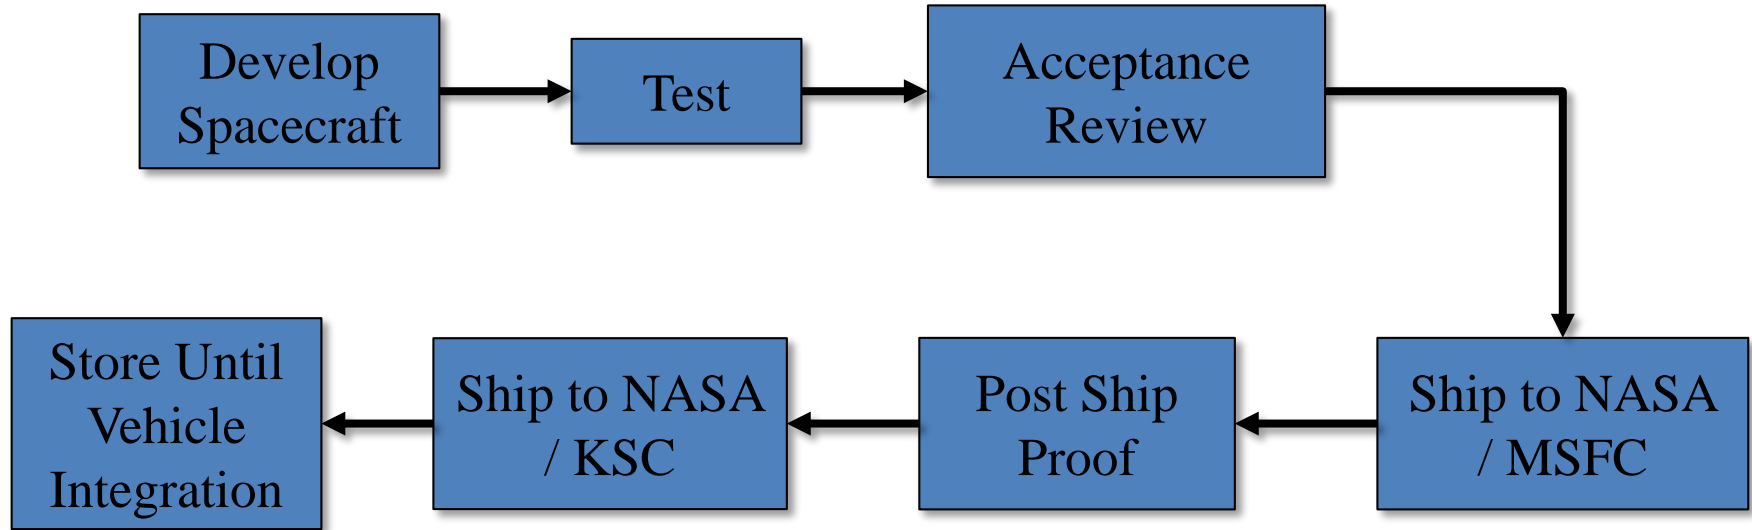 Develop
Spacecraft
Test
Acceptance
Review
Ship to NASA
/ MSFC
Post Ship
Proof
Ship to NASA
/ KSC
Store Until
Vehicle
Integration